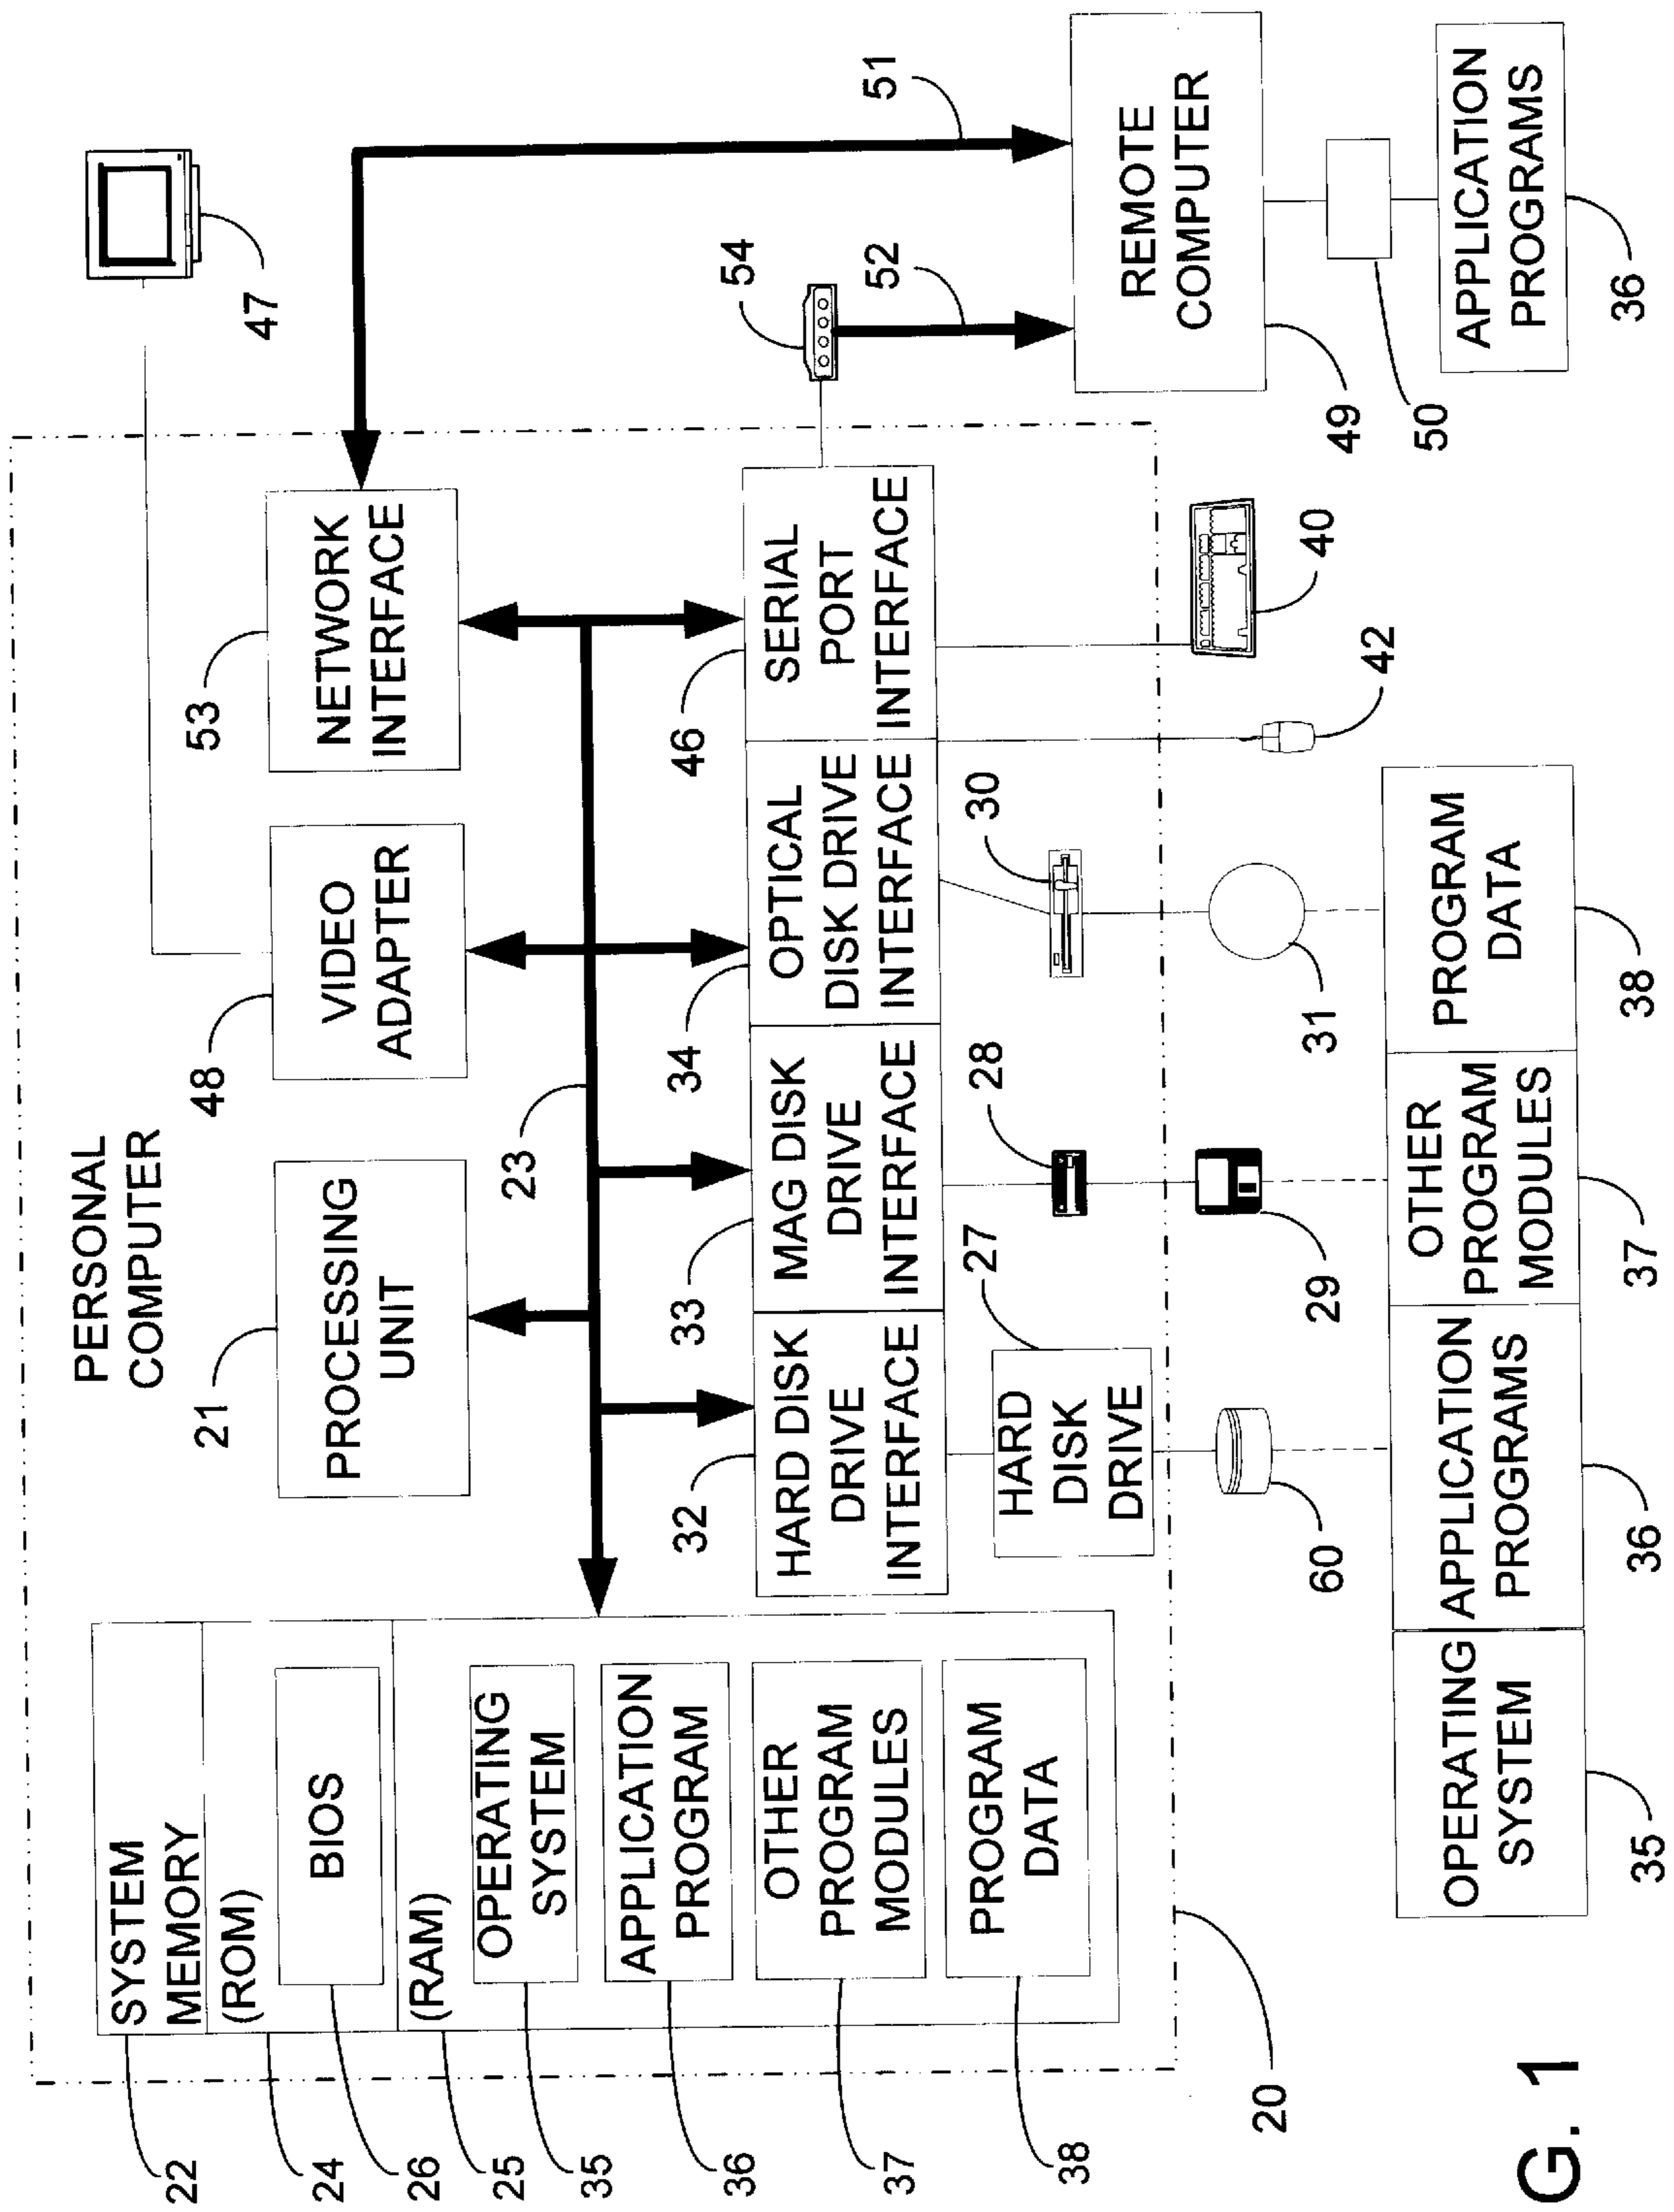 PERSONAL
COMPUTER
47
22
SYSTEM
MEMORY
24
(ROM)
26
BIOS
25
(RAM)
35
OPERATING
SYSTEM
36
APPLICATION
PROGRAM
37
OTHER
PROGRAM
MODULES
38
PROGRAM
DATA
21
PROCESSING
UNIT
48
VIDEO
ADAPTER
53
NETWORK
INTERFACE
23
32
HARD DISK
DRIVE
INTERFACE
33
MAG DISK
DRIVE
INTERFACE
34
OPTICAL
DISK DRIVE
INTERFACE
46
SERIAL
PORT
INTERFACE
54
52
51
27
HARD
DISK
DRIVE
28
30
60
29
31
42
40
20
REMOTE
COMPUTER
49
50
APPLICATION
PROGRAMS
36
OPERATING
SYSTEM
35
APPLICATION
PROGRAMS
36
OTHER
PROGRAM
MODULES
37
PROGRAM
DATA
38
G. 1